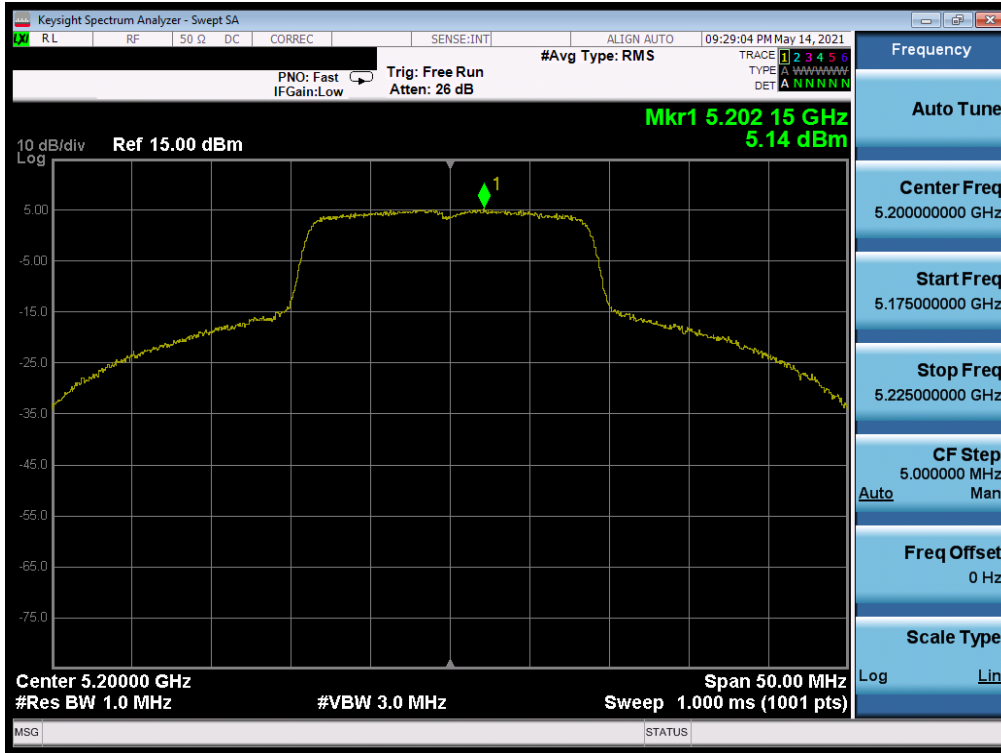 Keysight Spectrum Analyzer - Swept SA
LXI RL RF 50 Ω DC CORREC SENSE:INT ALIGN AUTO 09:29:04 PM May 14, 2021
#Avg Type: RMS
TRACE 1 2 3 4 5 6
PNO: Fast Trig: Free Run
TYPE A WWWWW
IFGain:Low Atten: 26 dB
DET A N N N N N
Mkr1 5.202 15 GHz
5.14 dBm
10 dB/div Ref 15.00 dBm
Log
1
5.00
-5.00
-15.0
-25.0
-35.0
-45.0
-55.0
-65.0
-75.0
Center 5.20000 GHz Span 50.00 MHz
#Res BW 1.0 MHz #VBW 3.0 MHz Sweep 1.000 ms (1001 pts)
MSG STATUS
Frequency
Auto Tune
Center Freq
5.200000000 GHz
Start Freq
5.175000000 GHz
Stop Freq
5.225000000 GHz
CF Step
5.000000 MHz
Auto Man
Freq Offset
0 Hz
Scale Type
Log Lin